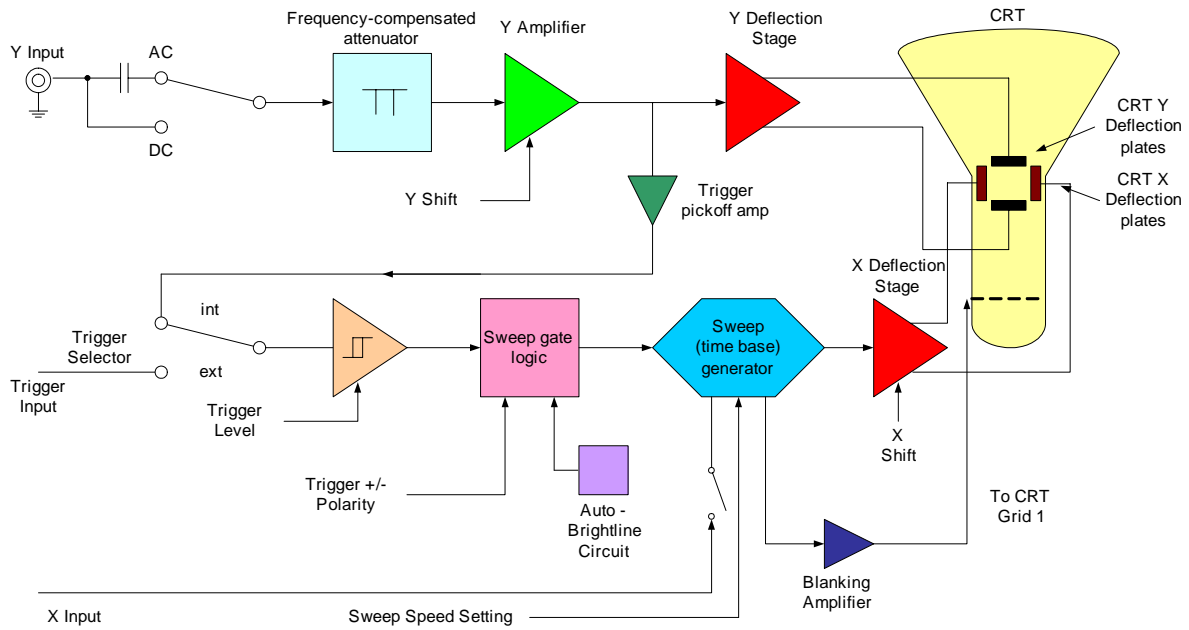 Frequency-compensated
attenuator
Y Amplifier
Y Deflection
Stage
CRT
Y Input
AC
DC
CRT Y
Deflection
plates
CRT X
Deflection
plates
Y Shift
Trigger
pickoff amp
X Deflection
Stage
int
Trigger
Selector
ext
Trigger
Input
Sweep gate
logic
Sweep
(time base)
generator
Trigger
Level
X
Shift
Trigger +/-
Polarity
Auto -
Brightline
Circuit
To CRT
Grid 1
Blanking
Amplifier
X Input
Sweep Speed Setting